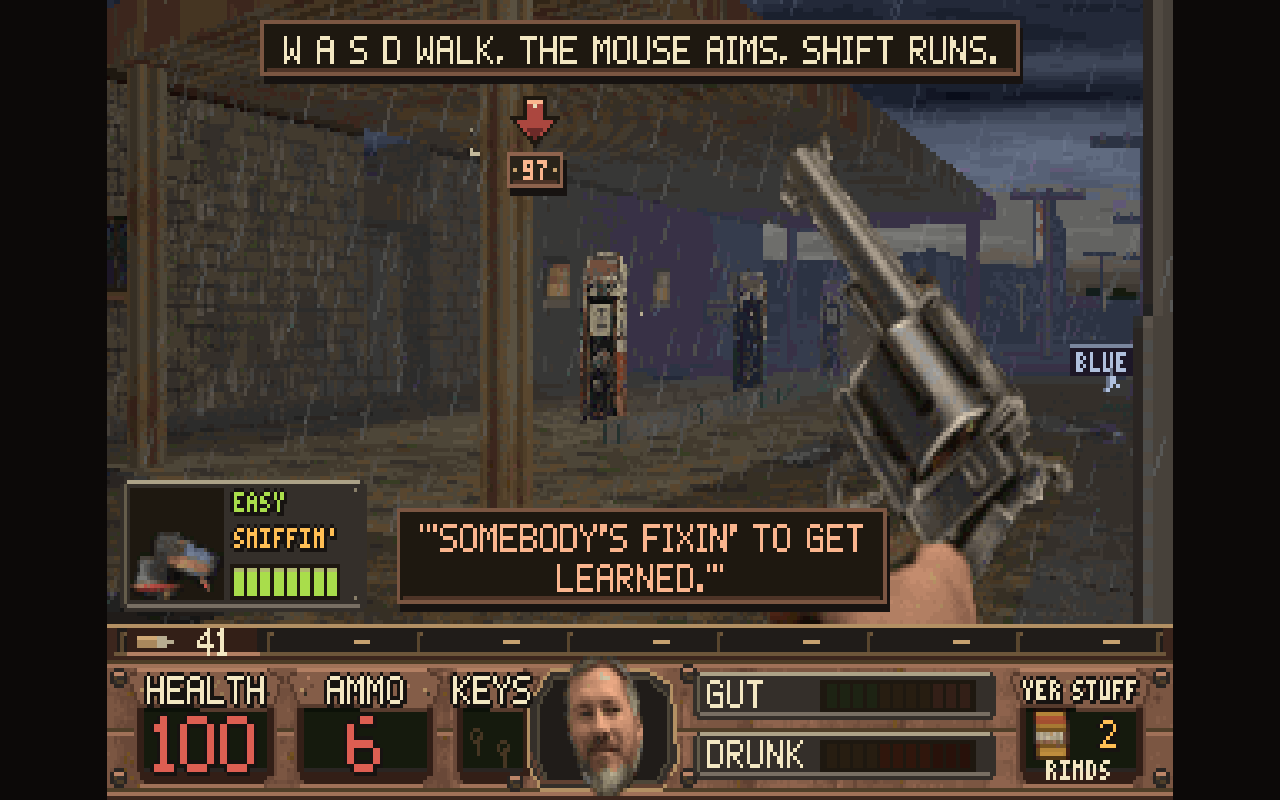 W A S D WALK, THE MOUSE AIMS, SHIFT RUNS.
·97·
BLUE
EASY
SNIFFIN'
"'SOMEBODY'S FIXIN' TO GET
LEARNED.'"
41
HEALTH
100
AMMO
6
KEYS
GUT
DRUNK
YER STUFF
2
RINDS